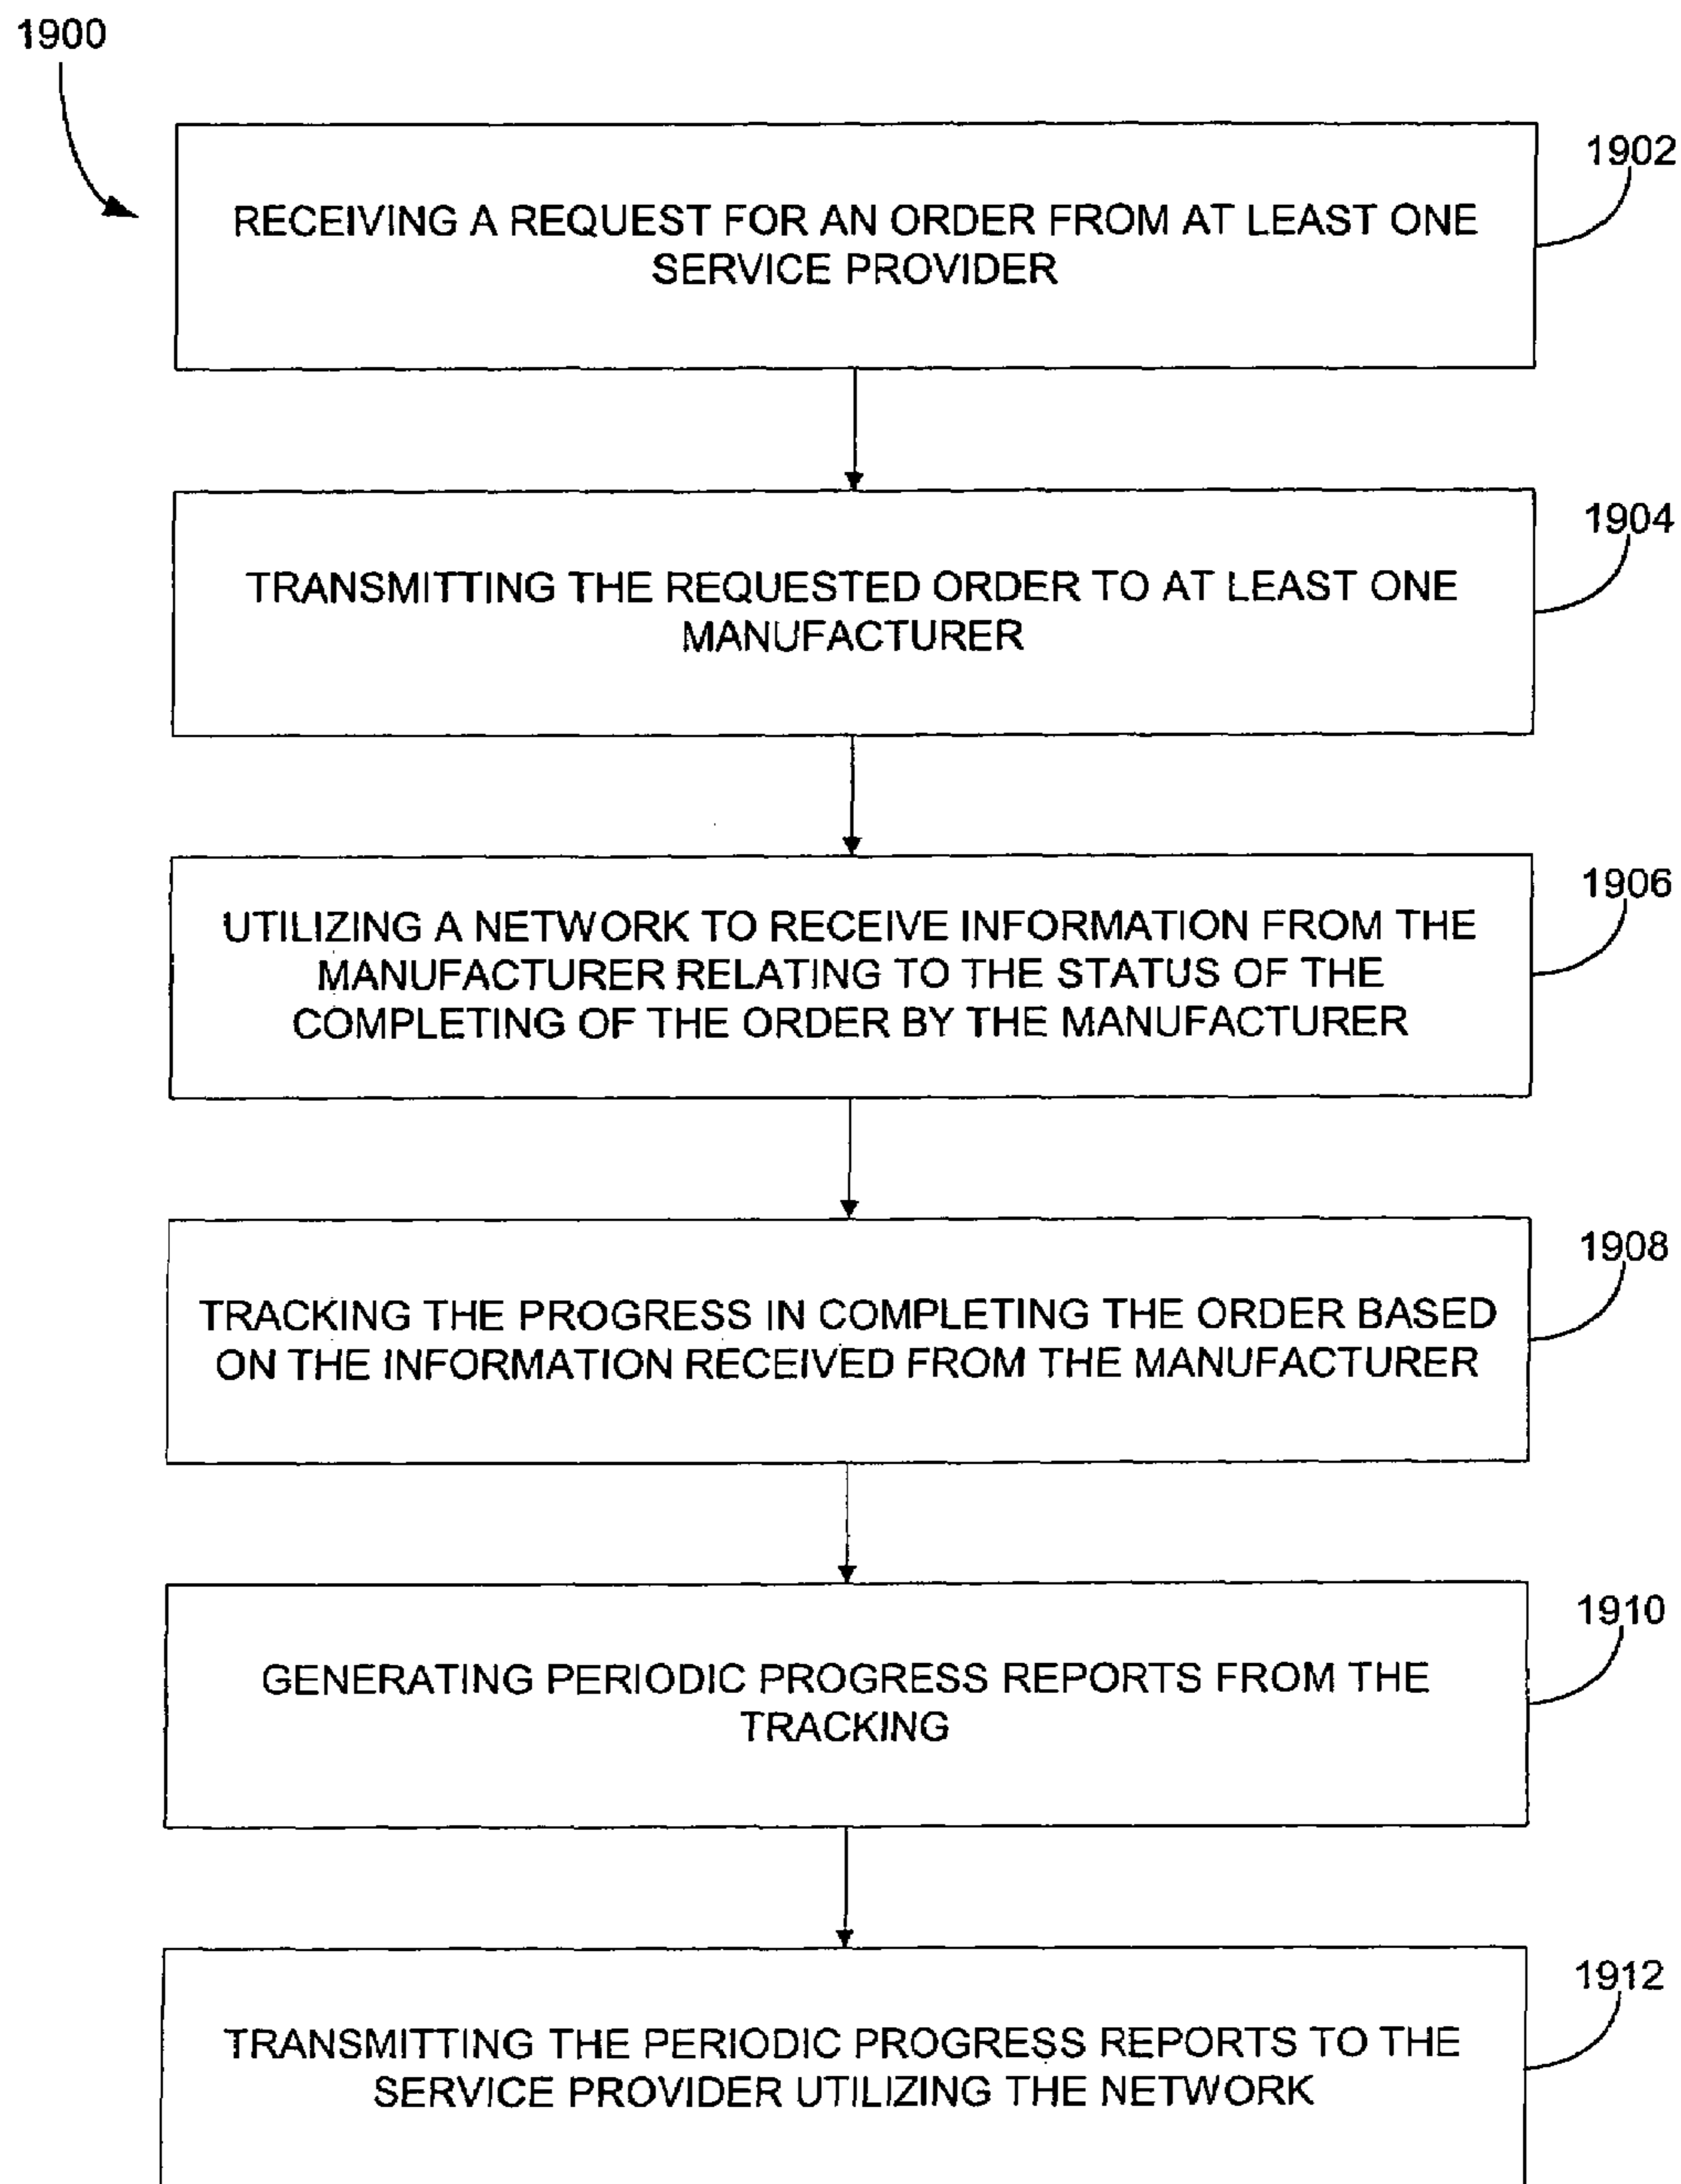 1900
1902
RECEIVING A REQUEST FOR AN ORDER FROM AT LEAST ONE
SERVICE PROVIDER
1904
TRANSMITTING THE REQUESTED ORDER TO AT LEAST ONE
MANUFACTURER
1906
UTILIZING A NETWORK TO RECEIVE INFORMATION FROM THE
MANUFACTURER RELATING TO THE STATUS OF THE
COMPLETING OF THE ORDER BY THE MANUFACTURER
1908
TRACKING THE PROGRESS IN COMPLETING THE ORDER BASED
ON THE INFORMATION RECEIVED FROM THE MANUFACTURER
1910
GENERATING PERIODIC PROGRESS REPORTS FROM THE
TRACKING
1912
TRANSMITTING THE PERIODIC PROGRESS REPORTS TO THE
SERVICE PROVIDER UTILIZING THE NETWORK